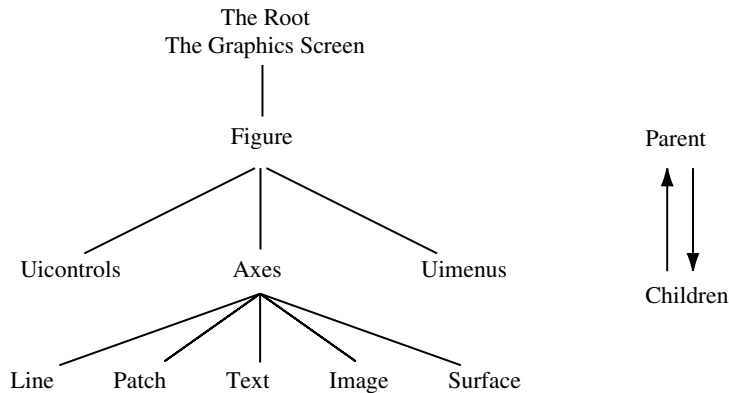 The Root
The Graphics Screen
Figure
Parent
Uicontrols
Axes
Uimenus
Children
Line
Patch
Text
Image
Surface